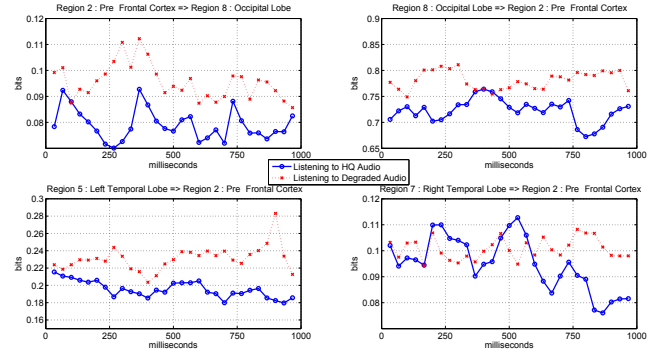 Region 2 : Pre Frontal Cortex => Region 8 : Occipital Lobe
0.12
0.11
0.1
0.09
0.08
0.07
bits
0 250 500 750 1000
milliseconds
Region 8 : Occipital Lobe => Region 2 : Pre Frontal Cortex
0.9
0.85
0.8
0.75
0.7
0.65
bits
0 250 500 750 1000
milliseconds
Listening to HQ Audio
Listening to Degraded Audio
Region 5 : Left Temporal Lobe => Region 2 : Pre Frontal Cortex
0.3
0.27
0.24
0.21
0.18
0.15
bits
0 250 500 750 1000
milliseconds
Region 7 : Right Temporal Lobe => Region 2 : Pre Frontal Cortex
0.12
0.11
0.1
0.09
0.08
bits
0 250 500 750 1000
milliseconds